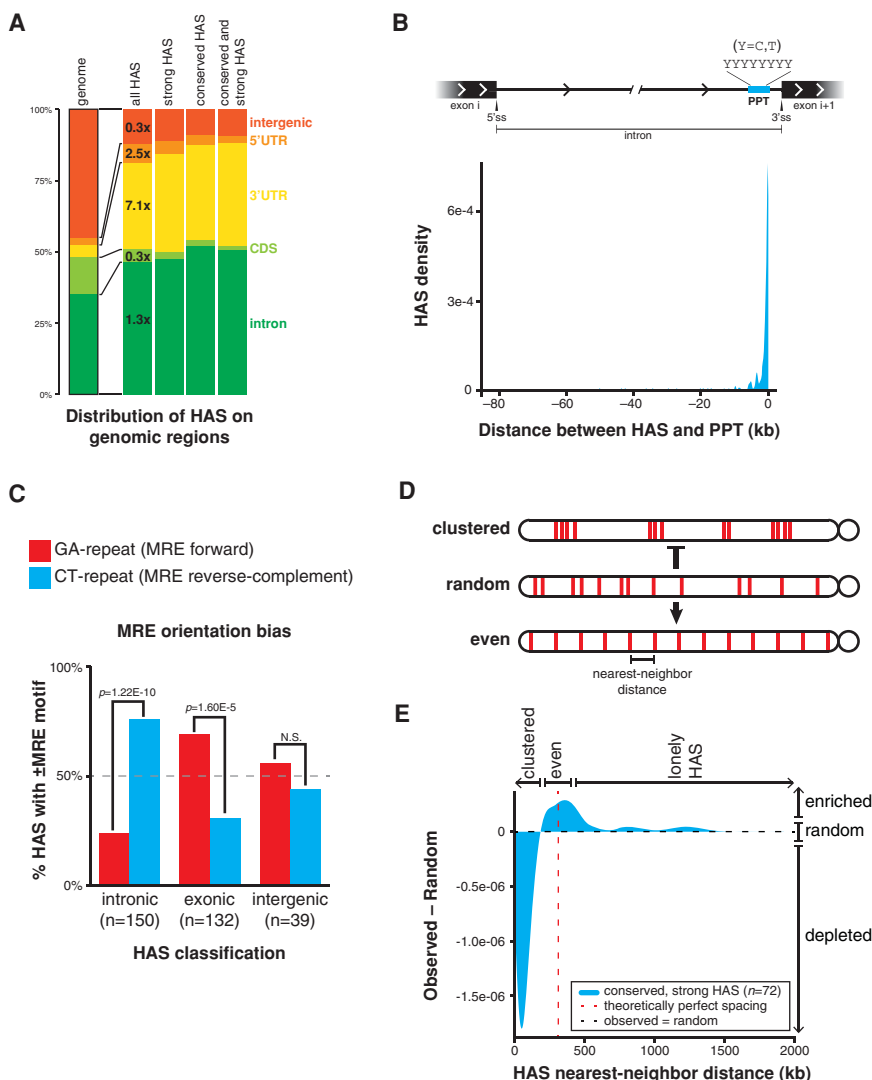 A
genome
all HAS
strong HAS
conserved HAS
conserved and
strong HAS
100%
75%
50%
25%
0%
0.3x
2.5x
7.1x
0.3x
1.3x
intergenic
5'UTR
3'UTR
CDS
intron
Distribution of HAS on
genomic regions
B
(Y=C,T)
YYYYYYYY
PPT
exon i
exon i+1
5'ss
3'ss
intron
HAS density
6e-4
3e-4
0
−80
−60
−40
−20
0
Distance between HAS and PPT (kb)
C
GA-repeat (MRE forward)
CT-repeat (MRE reverse-complement)
MRE orientation bias
% HAS with ±MRE motif
100%
50%
0%
p=1.22E-10
p=1.60E-5
N.S.
intronic
(n=150)
exonic
(n=132)
intergenic
(n=39)
HAS classification
D
clustered
random
even
nearest-neighbor
distance
E
clustered
even
lonely
HAS
enriched
random
depleted
Observed – Random
0
-0.5e-06
-1.0e-06
-1.5e-06
conserved, strong HAS (n=72)
theoretically perfect spacing
observed = random
0
500
1000
1500
2000
HAS nearest-neighbor distance (kb)